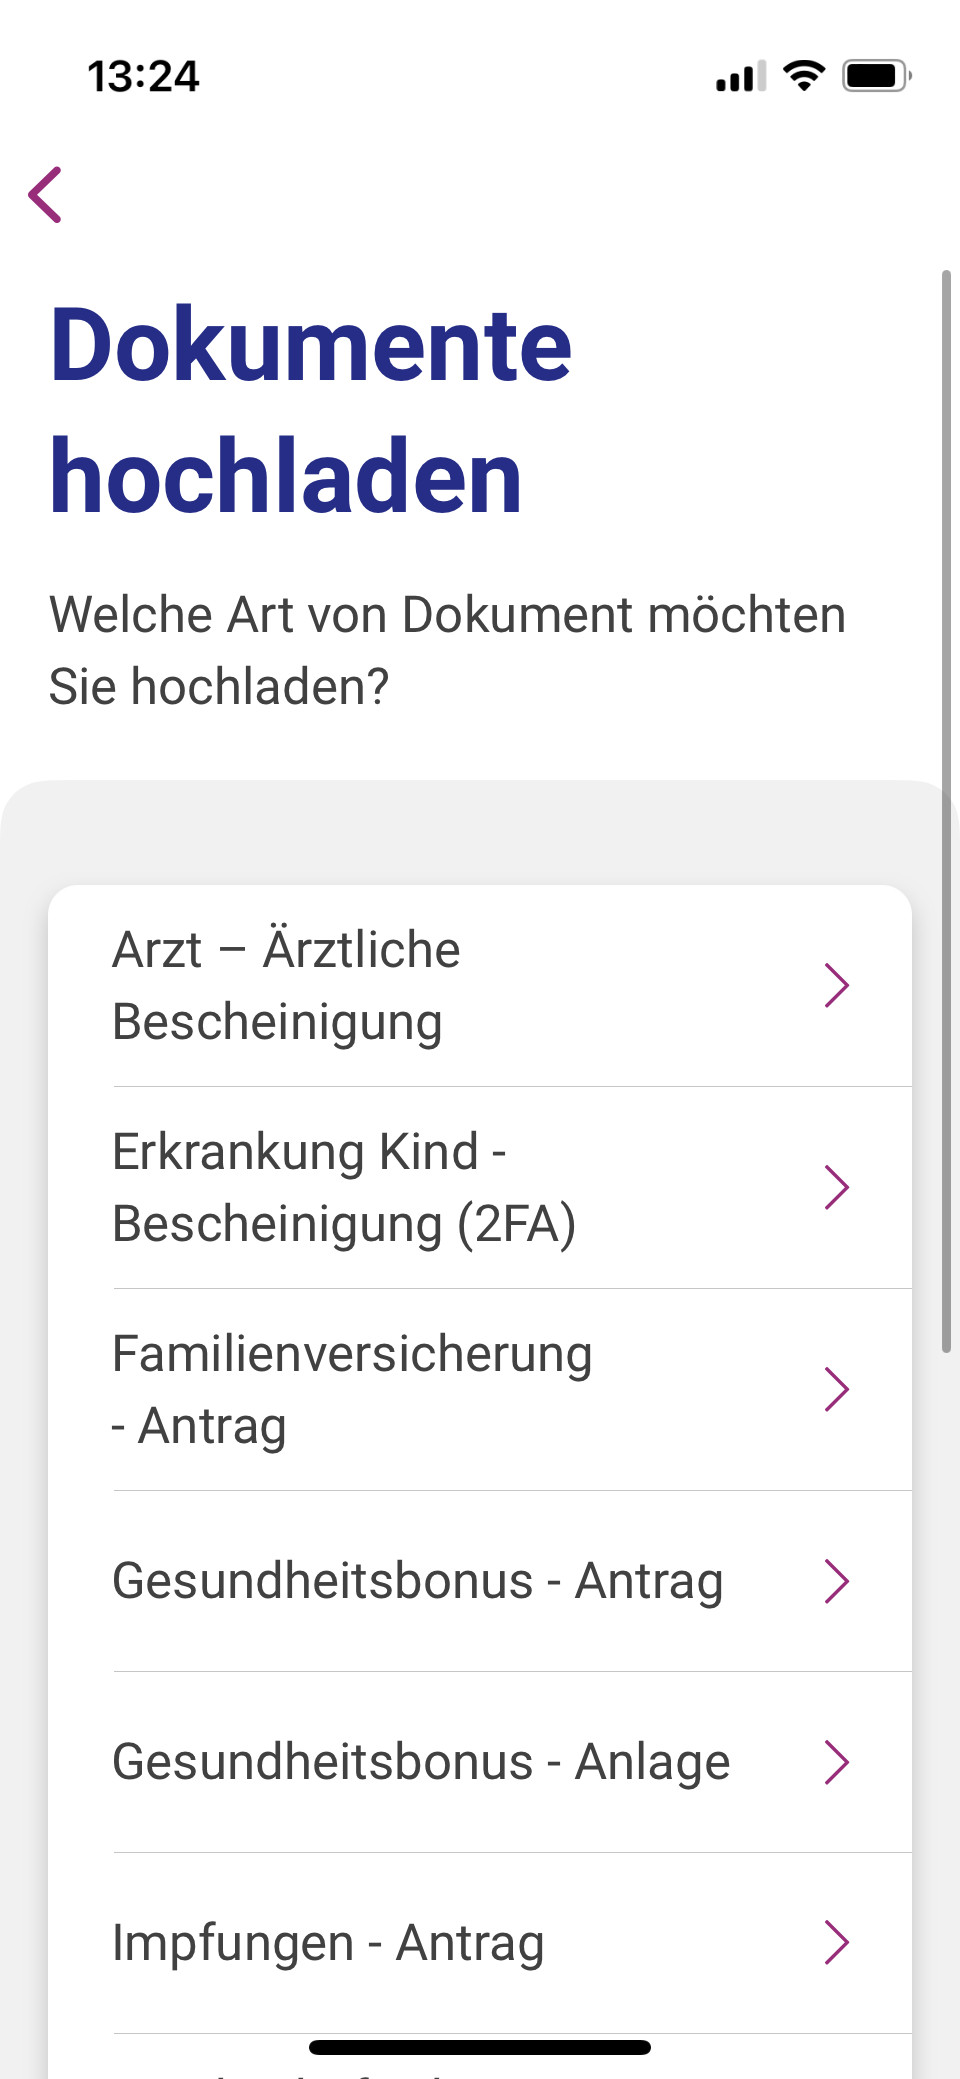 13:24
Dokumente
hochladen
Welche Art von Dokument möchten
Sie hochladen?
Arzt – Ärztliche
Bescheinigung
Erkrankung Kind -
Bescheinigung (2FA)
Familienversicherung
- Antrag
Gesundheitsbonus - Antrag
Gesundheitsbonus - Anlage
Impfungen - Antrag